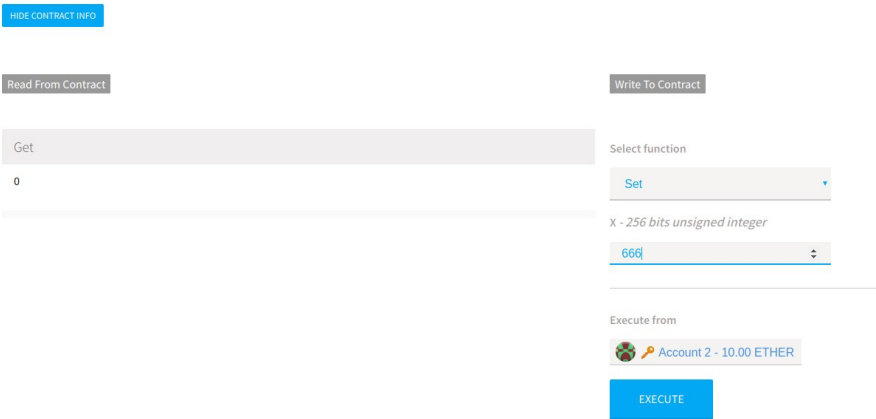 HIDE CONTRACT INFO
Read From Contract
Get
0
Write To Contract
Select function
Set
X - 256 bits unsigned integer
666
Execute from
Account 2 - 10.00 ETHER
EXECUTE